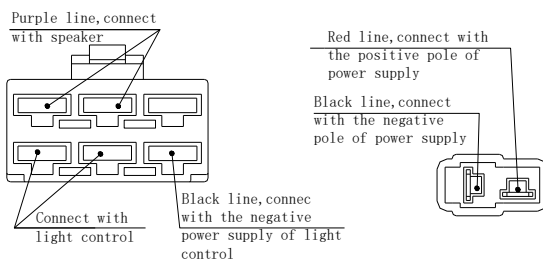 Purple line,connect
with speaker
Red line,connect with
the positive pole of
power supply
Black line,connect
with the negative
pole of power supply
Connect with
light control
Black line,connec
with the negative
power supply of light
control